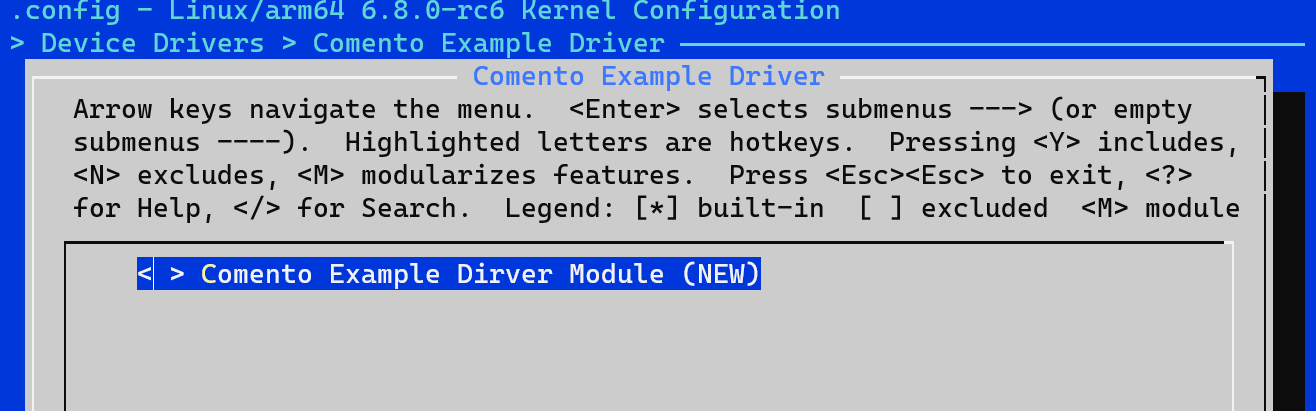 .config - Linux/arm64 6.8.0-rc6 Kernel Configuration
> Device Drivers > Comento Example Driver
Comento Example Driver
Arrow keys navigate the menu.  <Enter> selects submenus ---> (or empty
submenus ----).  Highlighted letters are hotkeys.  Pressing <Y> includes,
<N> excludes, <M> modularizes features.  Press <Esc><Esc> to exit, <?>
for Help, </> for Search.  Legend: [*] built-in  [ ] excluded  <M> module
< > Comento Example Dirver Module (NEW)